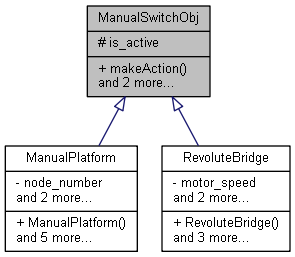 ManualSwitchObj
# is_active
+ makeAction()
and 2 more...
ManualPlatform
- node_number
and 2 more...
+ ManualPlatform()
and 5 more...
RevoluteBridge
- motor_speed
and 2 more...
+ RevoluteBridge()
and 3 more...